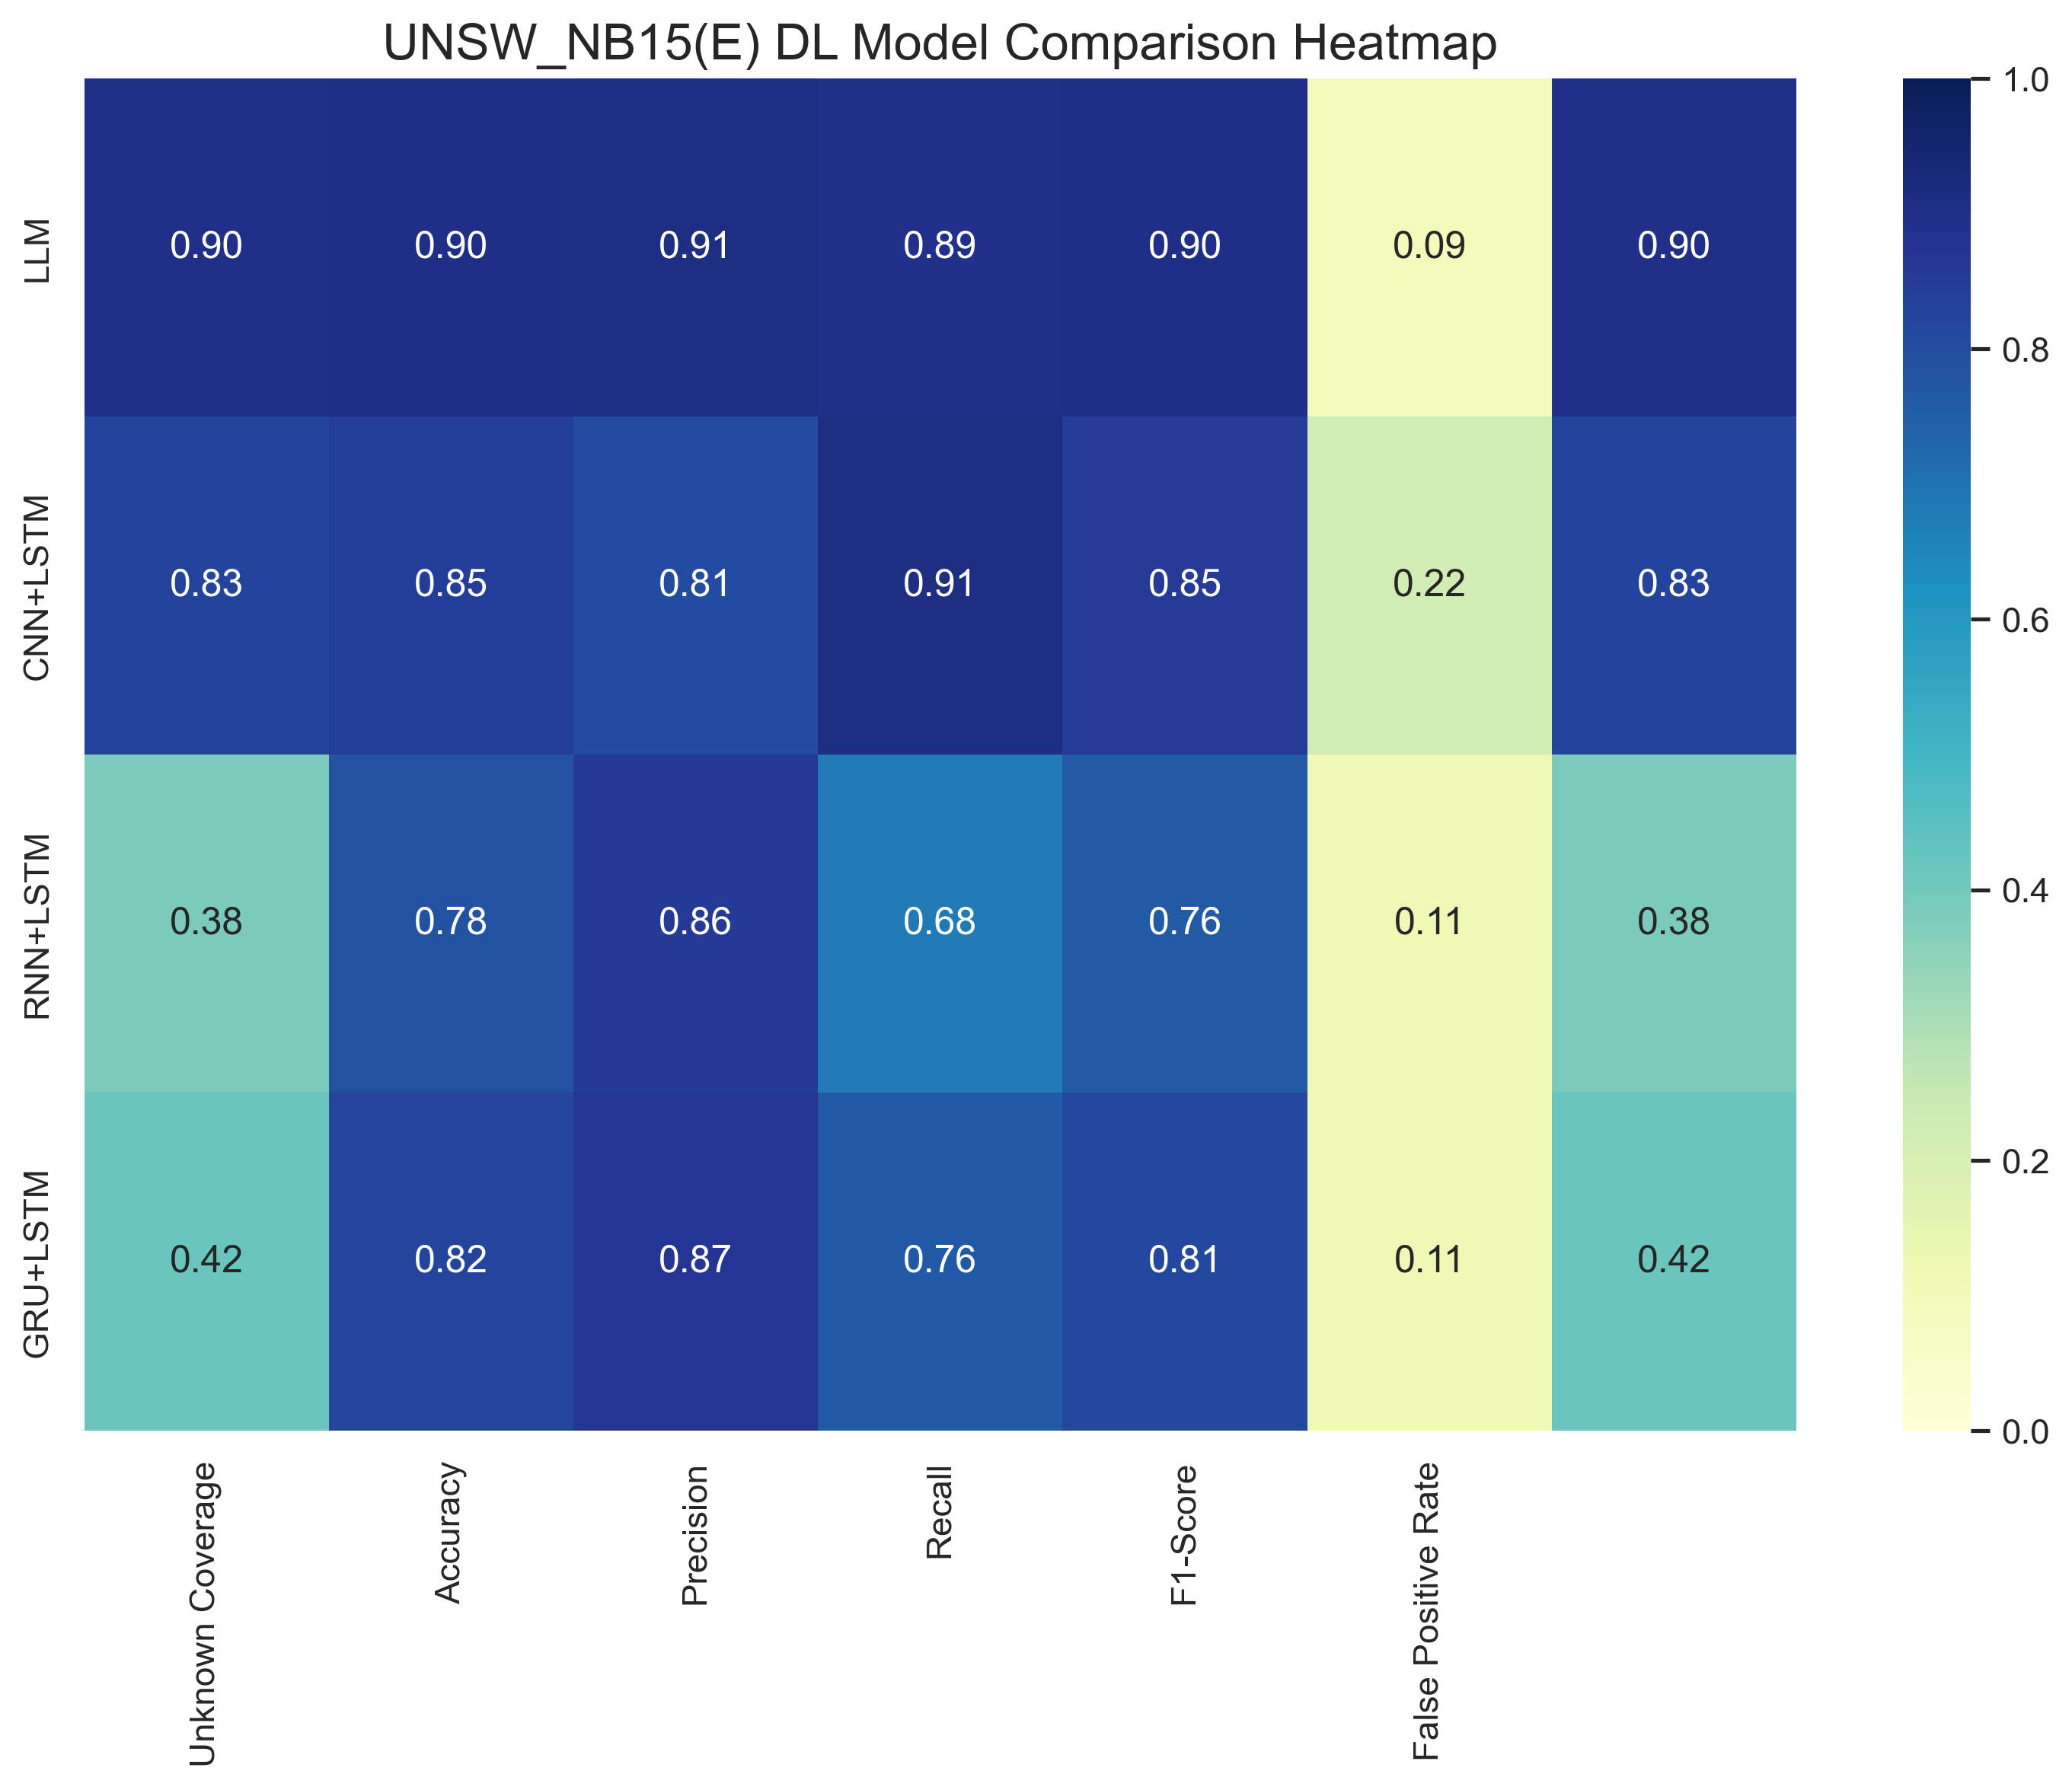 UNSW_NB15(E) DL Model Comparison Heatmap
LLM
0.90 0.90 0.91 0.89 0.90 0.09 0.90
CNN+LSTM
0.83 0.85 0.81 0.91 0.85 0.22 0.83
RNN+LSTM
0.38 0.78 0.86 0.68 0.76 0.11 0.38
GRU+LSTM
0.42 0.82 0.87 0.76 0.81 0.11 0.42
Unknown Coverage
Accuracy
Precision
Recall
F1-Score
False Positive Rate
1.0
0.8
0.6
0.4
0.2
0.0